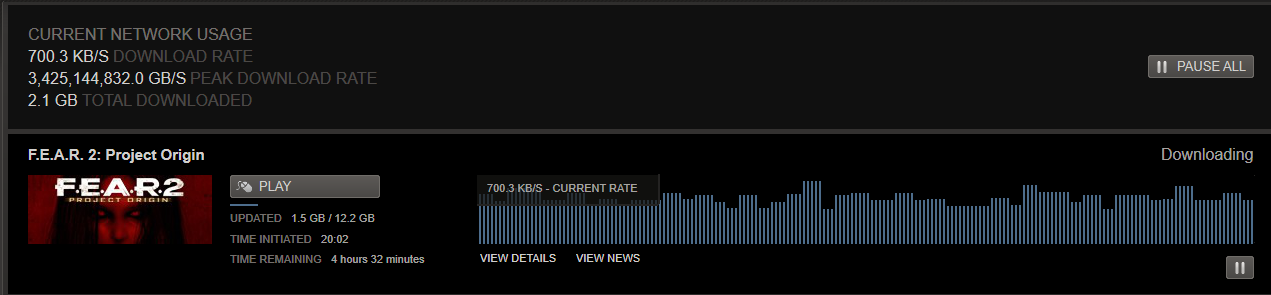 CURRENT NETWORK USAGE
700.3 KB/S DOWNLOAD RATE
3,425,144,832.0 GB/S PEAK DOWNLOAD RATE
2.1 GB TOTAL DOWNLOADED
PAUSE ALL
F.E.A.R. 2: Project Origin
Downloading
F.E.A.R.2
PROJECT ORIGIN
PLAY
UPDATED 1.5 GB / 12.2 GB
TIME INITIATED 20:02
TIME REMAINING 4 hours 32 minutes
700.3 KB/S - CURRENT RATE
VIEW DETAILS VIEW NEWS